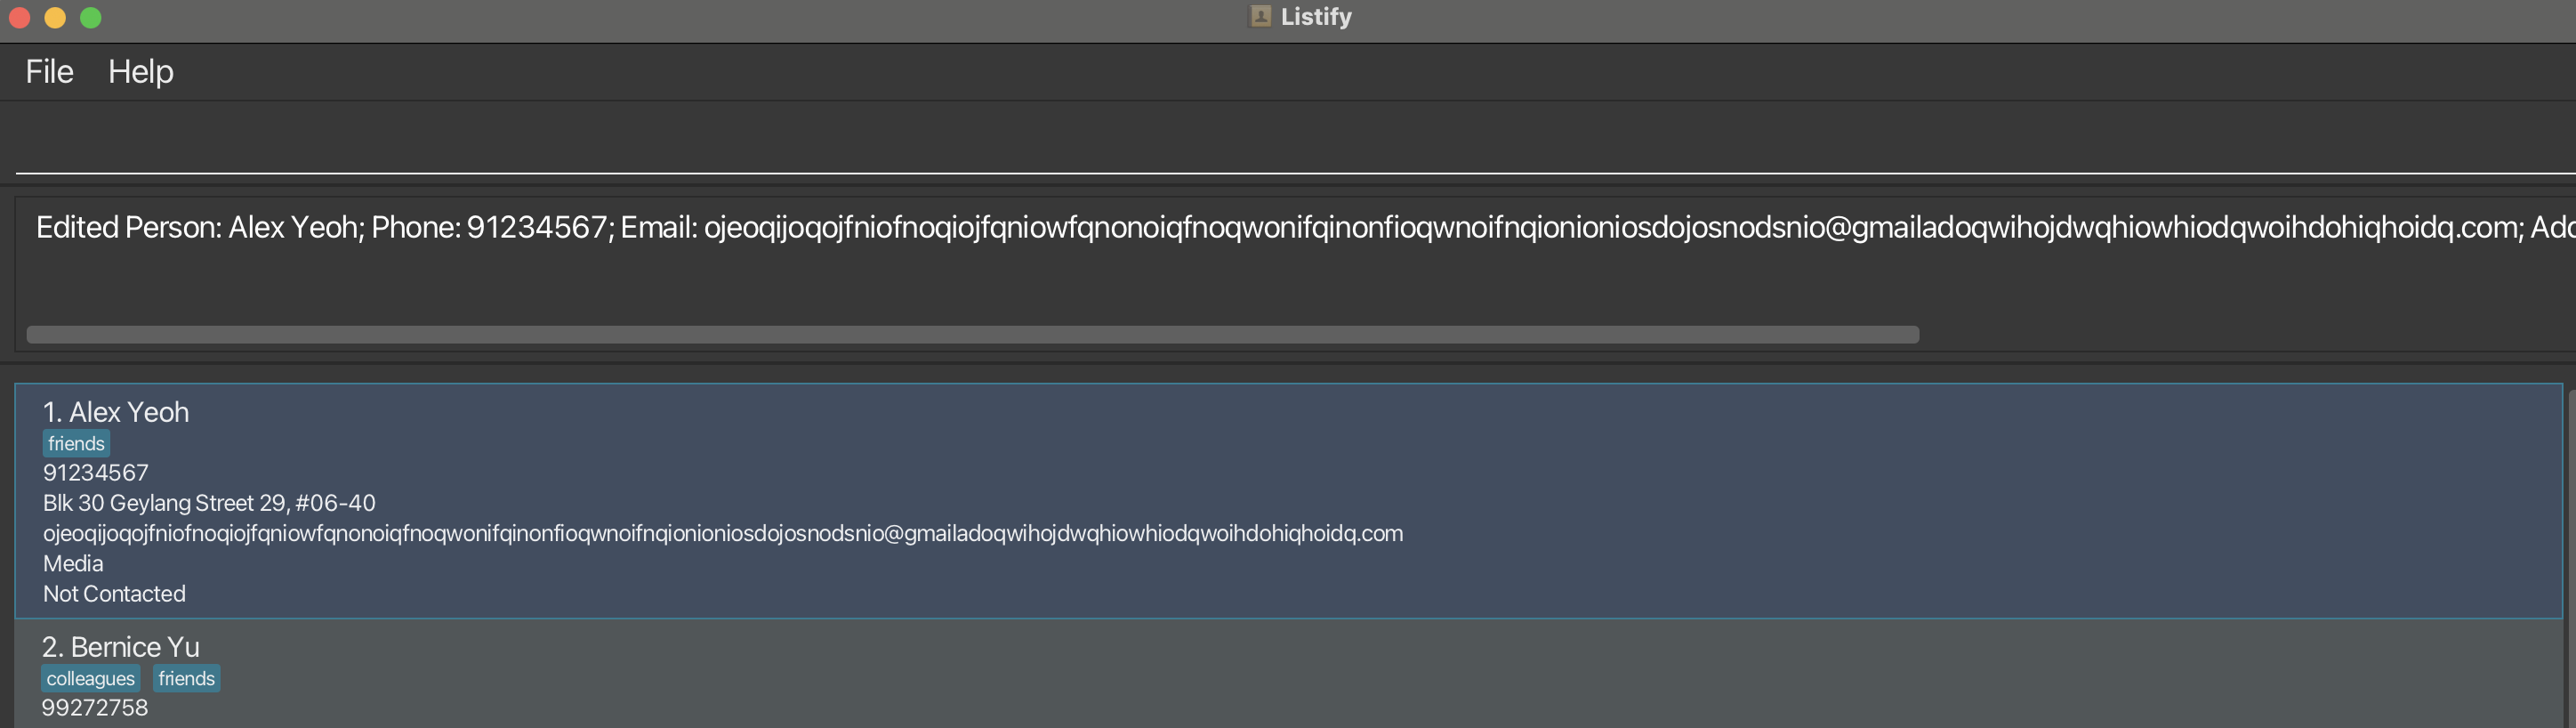 Listify
File Help
Edited Person: Alex Yeoh; Phone: 91234567; Email: ojeoqijoqojfniofnoqiojfqniowfqnonoiqfnoqwonifqinonfioqwnoifnqionioniosdojosnodsnio@gmailadoqwihojdwqhiowhiodqwoihdohiqhoidq.com;
1. Alex Yeoh
friends
91234567
Blk 30 Geylang Street 29, #06-40
ojeoqijoqojfniofnoqiojfqniowfqnonoiqfnoqwonifqinonfioqwnoifnqionioniosdojosnodsnio@gmailadoqwihojdwqhiowhiodqwoihdohiqhoidq.com
Media
Not Contacted
2. Bernice Yu
colleagues friends
99272758